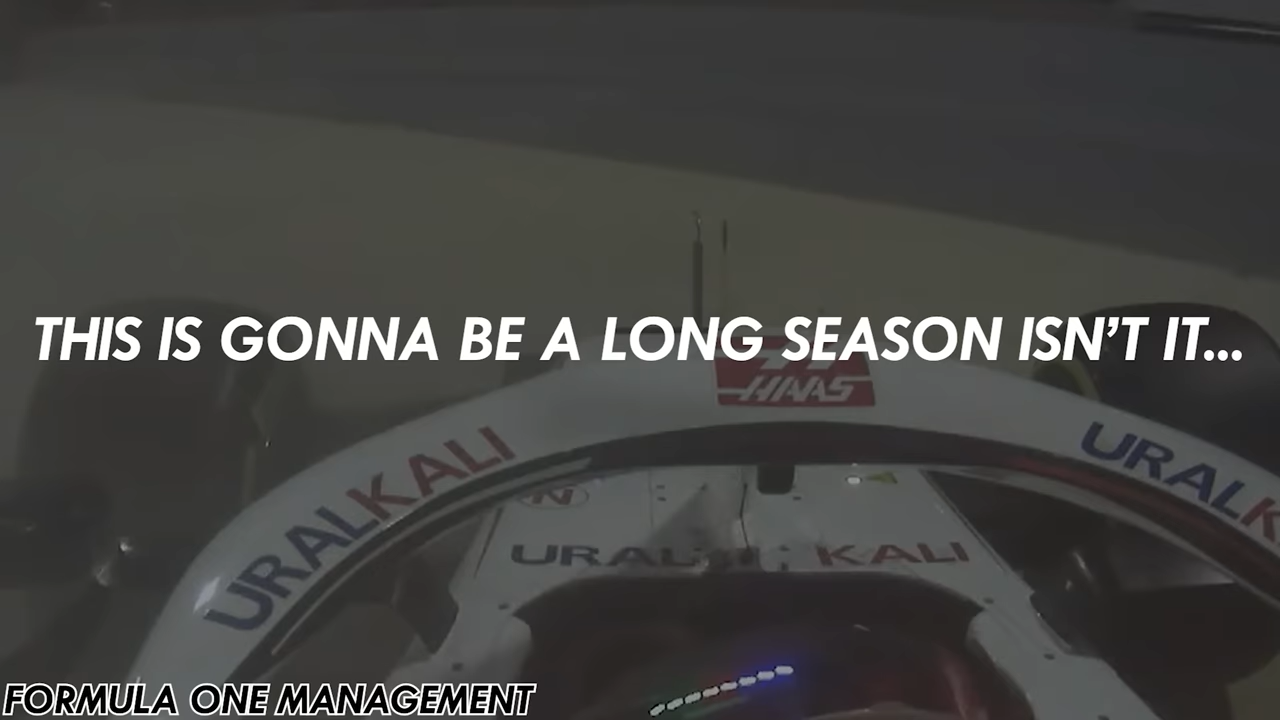 THIS IS GONNA BE A LONG SEASON ISN'T IT...
HAAS
URALKALI
URALK
URALKALI
FORMULA ONE MANAGEMENT